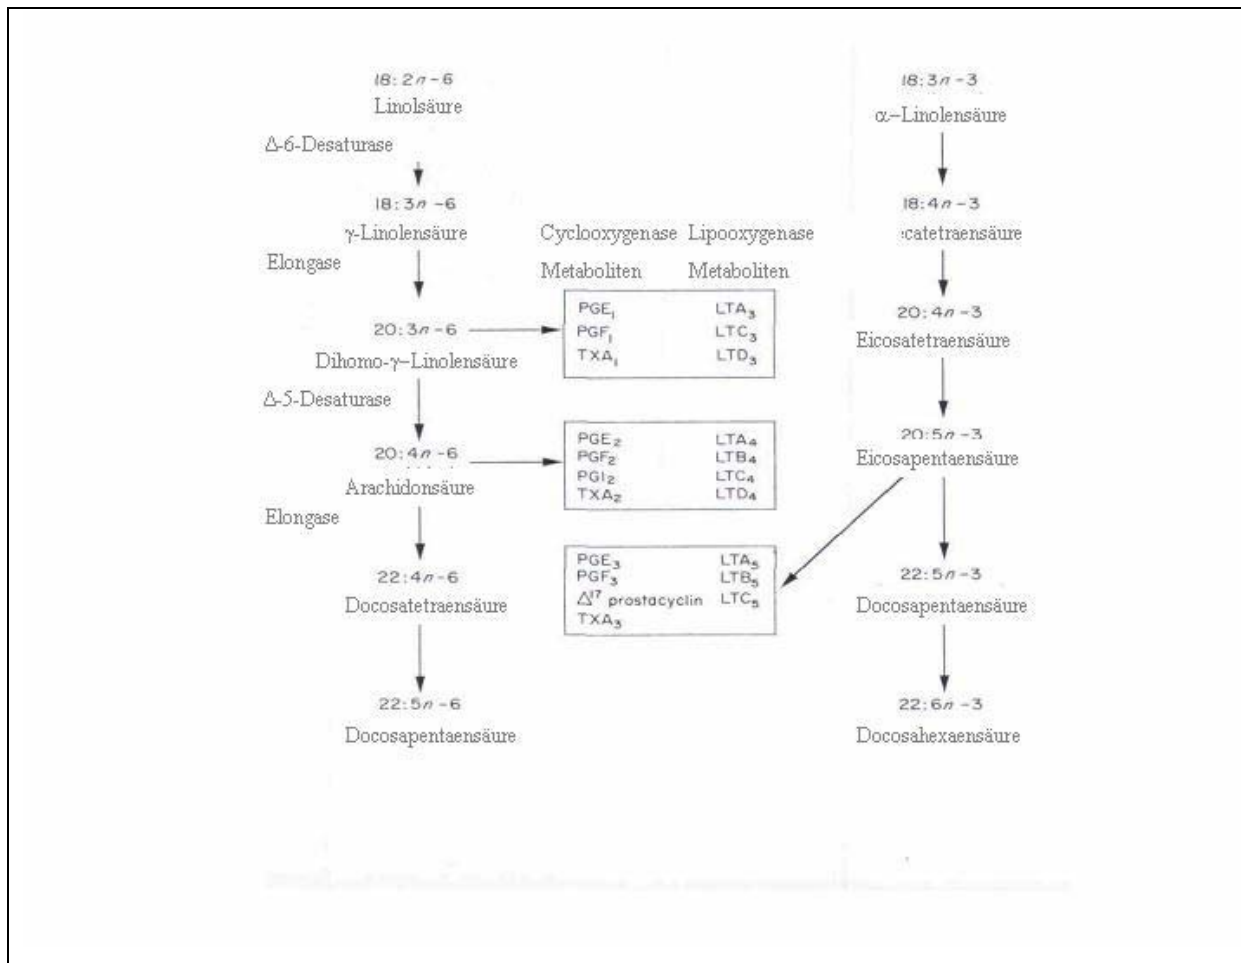 18:2n-6
Linolsäure
Δ-6-Desaturase
18:3n-6
γ-Linolensäure
Elongase
20:3n-6
Dihomo-γ-Linolensäure
Δ-5-Desaturase
20:4n-6
Arachidonsäure
Elongase
22:4n-6
Docosatetraensäure
22:5n-6
Docosapentaensäure
Cyclooxygenase Lipooxygenase
Metaboliten Metaboliten
PGE1 LTA3
PGF1 LTC3
TXA1 LTD3
PGE2 LTA4
PGF2 LTB4
PGI2 LTC4
TXA2 LTD4
PGE3 LTA5
PGF3 LTB5
Δ17 prostacyclin LTC5
TXA3
18:3n-3
α-Linolensäure
18:4n-3
catetraensäure
20:4n-3
Eicosatetraensäure
20:5n-3
Eicosapentaensäure
22:5n-3
Docosapentaensäure
22:6n-3
Docosahexaensäure